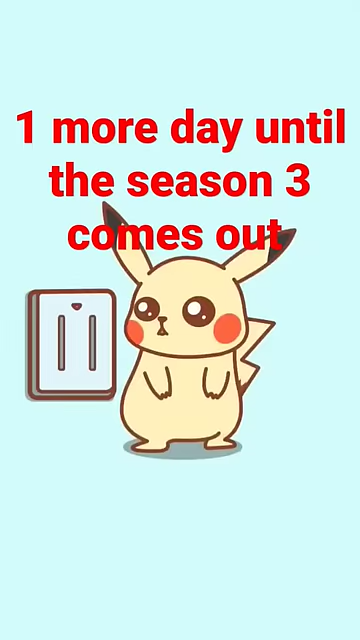 1 more day until
the season 3
comes out